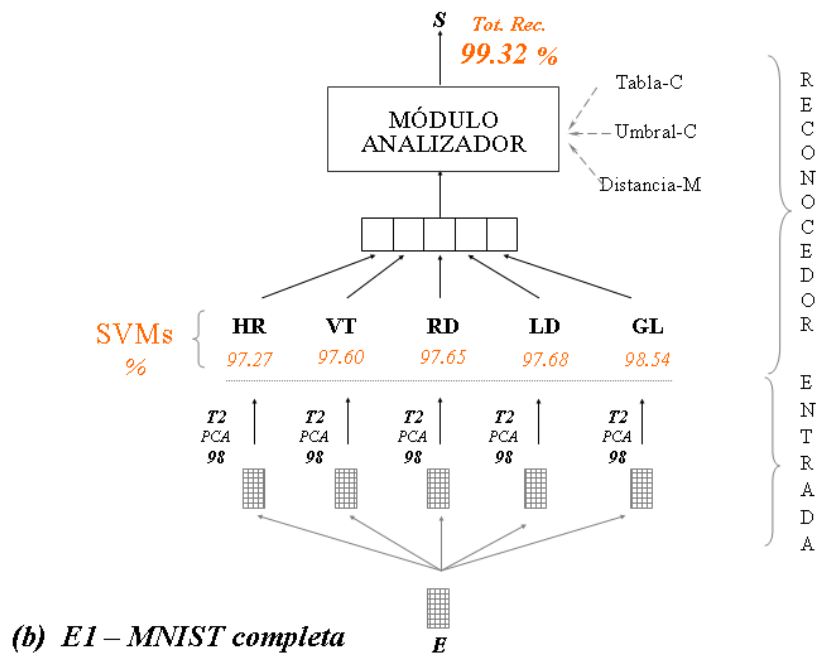 S
Tot. Rec.
99.32 %
MÓDULO
ANALIZADOR
Tabla-C
Umbral-C
Distancia-M
RECONOCEDOR
SVMs
%
HR VT RD LD GL
97.27 97.60 97.65 97.68 98.54
T2 T2 T2 T2 T2
PCA PCA PCA PCA PCA
98 98 98 98 98
ENTRADA
(b) E1 – MNIST completa
E